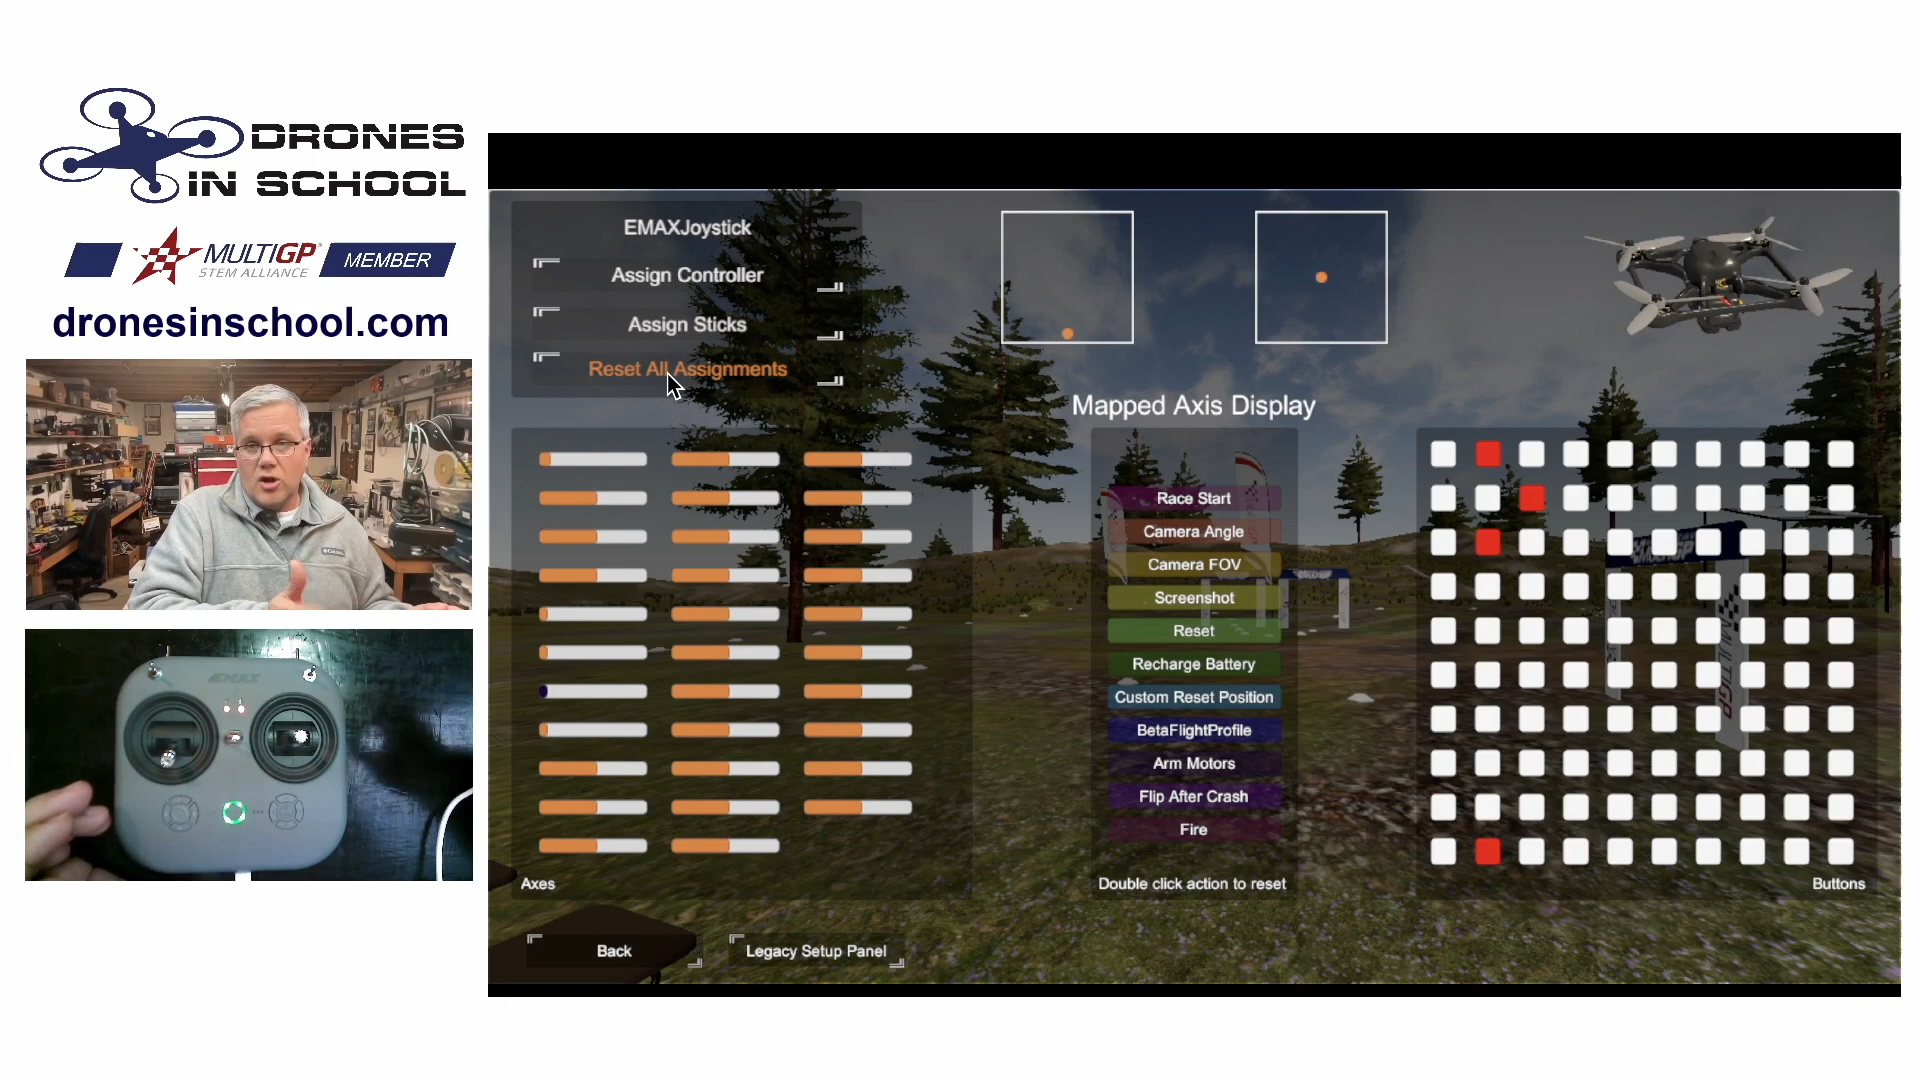 DRONES
IN SCHOOL
MULTIGP
STEM ALLIANCE
MEMBER
dronesinschool.com
EMAX
EMAXJoystick
Assign Controller
Assign Sticks
Reset All Assignments
Mapped Axis Display
Race Start
Camera Angle
Camera FOV
Screenshot
Reset
Recharge Battery
Custom Reset Position
BetaFlightProfile
Arm Motors
Flip After Crash
Fire
Axes
Double click action to reset
Buttons
Back
Legacy Setup Panel
MULTIGP